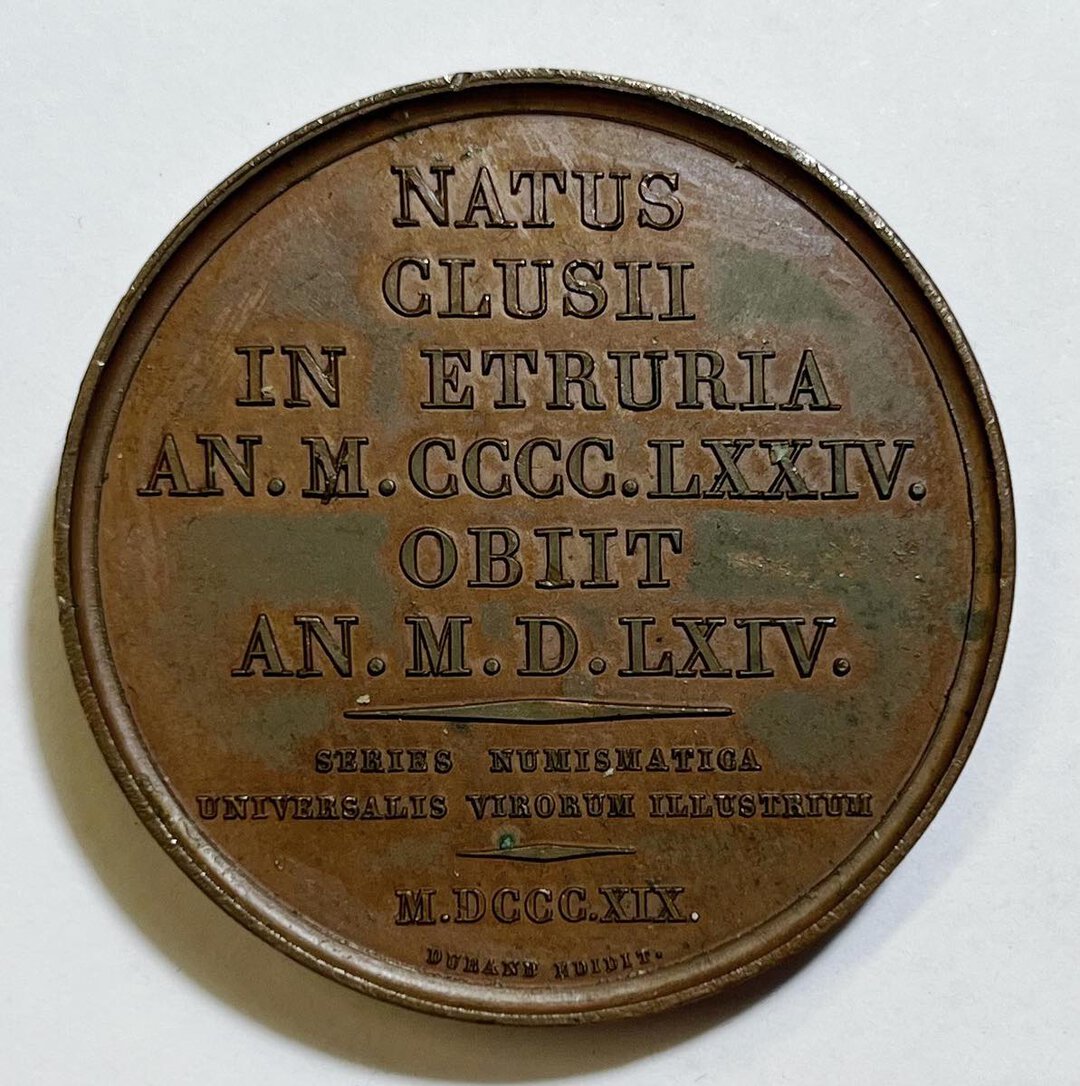 NATUS
CLUSII
IN ETRURIA
AN. M. CCCC. LXXIV.
OBIIT
AN. M. D. LXIV.
SERIES NUMISMATICA
UNIVERSALIS VIRORUM ILLUSTRIUM
M. DCCC. XIX.
DURAND EDIDIT.